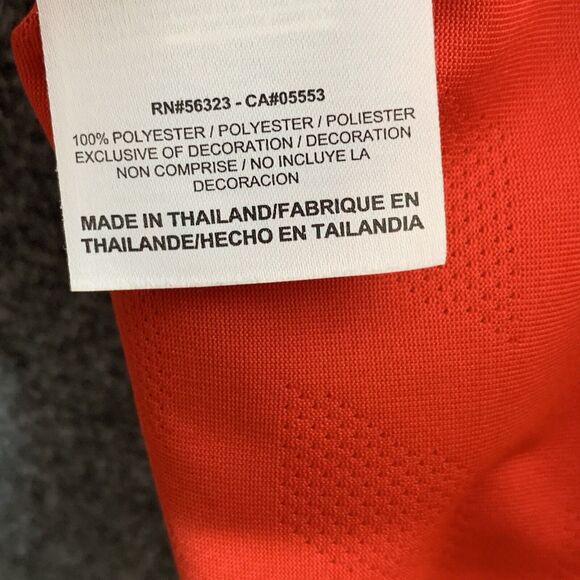 RN#56323 - CA#05553
100% POLYESTER / POLYESTER / POLIESTER
EXCLUSIVE OF DECORATION / DECORATION
NON COMPRISE / NO INCLUYE LA
DECORACION
MADE IN THAILAND/FABRIQUE EN
THAILANDE/HECHO EN TAILANDIA